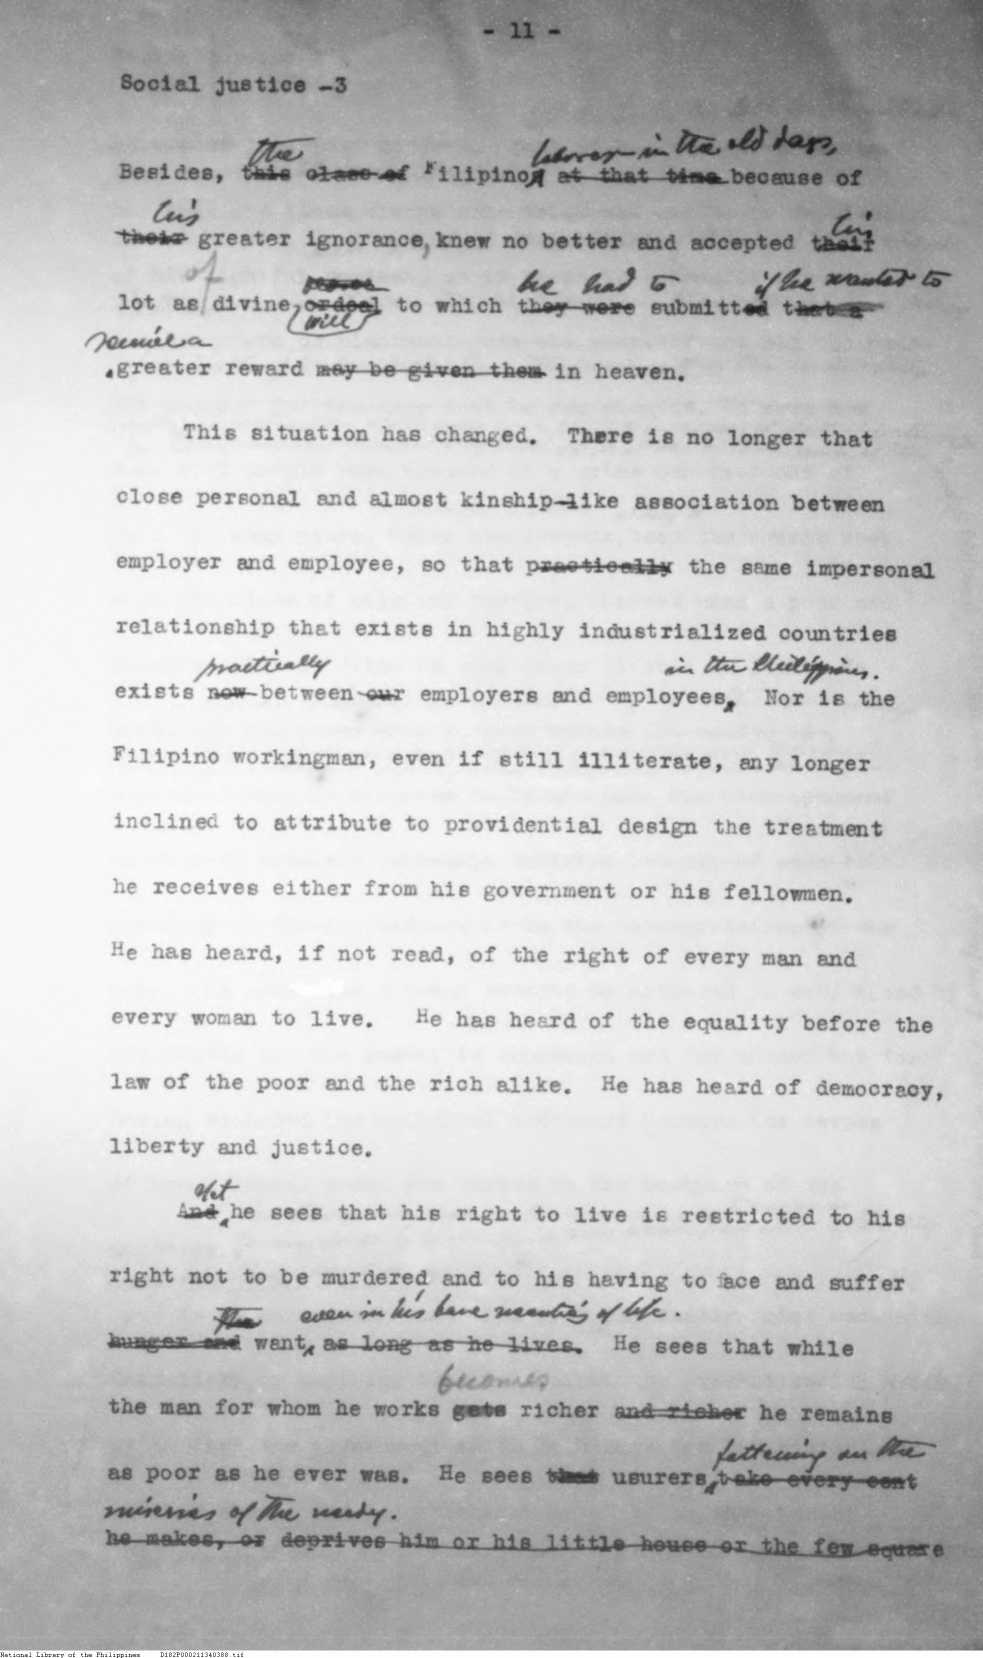 - 11 -
Social justice -3
the laborer in the old days,
Besides, this class of Filipinos at that time because of
his his
their greater ignorance, knew no better and accepted their
of he had to if he wanted to
lot as divine, ordeal to which they were submitted that a
will
receive a
greater reward may be given them in heaven.
This situation has changed. There is no longer that
close personal and almost kinship-like association between
employer and employee, so that practically the same impersonal
relationship that exists in highly industrialized countries
practically in the Philippines.
exists now between our employers and employees. Nor is the
Filipino workingman, even if still illiterate, any longer
inclined to attribute to providential design the treatment
he receives either from his government or his fellowmen.
He has heard, if not read, of the right of every man and
every woman to live. He has heard of the equality before the
law of the poor and the rich alike. He has heard of democracy,
liberty and justice.
Yet
And he sees that his right to live is restricted to his
right not to be murdered, and to his having to face and suffer
the even in his bare necessities of life.
hunger and want, as long as he lives. He sees that while
becomes
the man for whom he works gets richer and richer he remains
fattening on the
as poor as he ever was. He sees that usurers, take every cent
miseries of the needy.
he makes, or deprives him or his little house or the few square
National Library of the Philippines D182P000211340388.tif